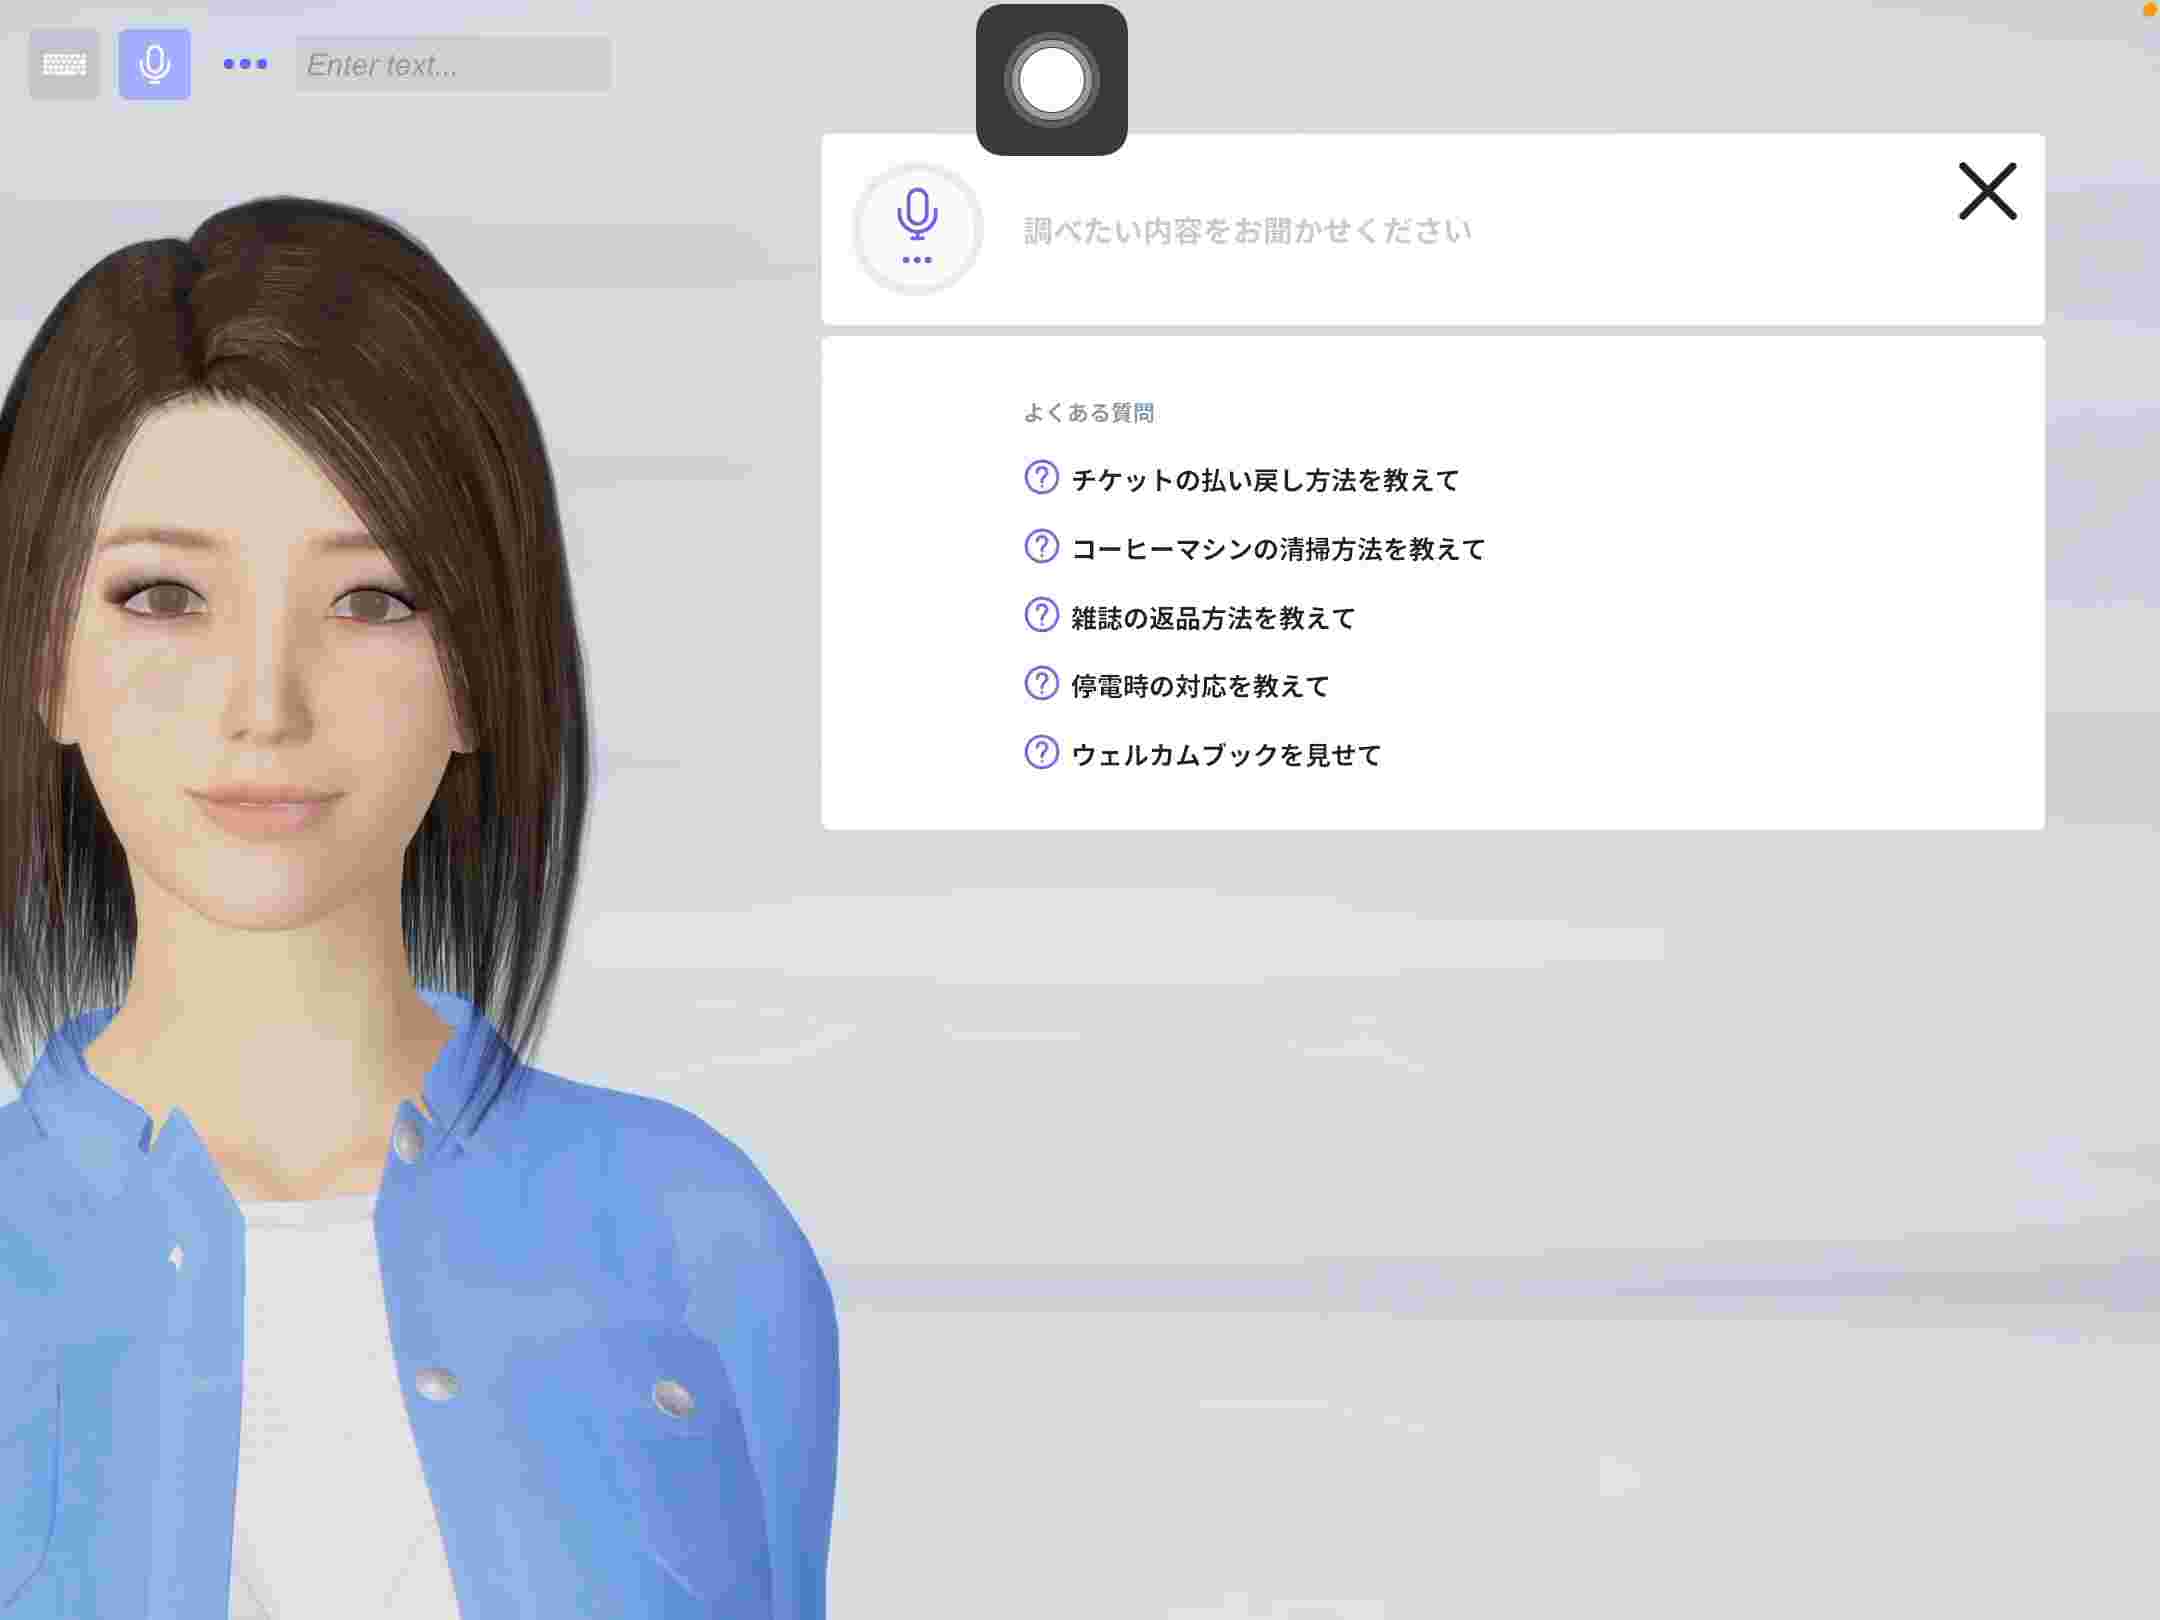 Enter text...
調べたい内容をお聞かせください
よくある質問
チケットの払い戻し方法を教えて
コーヒーマシンの清掃方法を教えて
雑誌の返品方法を教えて
停電時の対応を教えて
ウェルカムブックを見せて